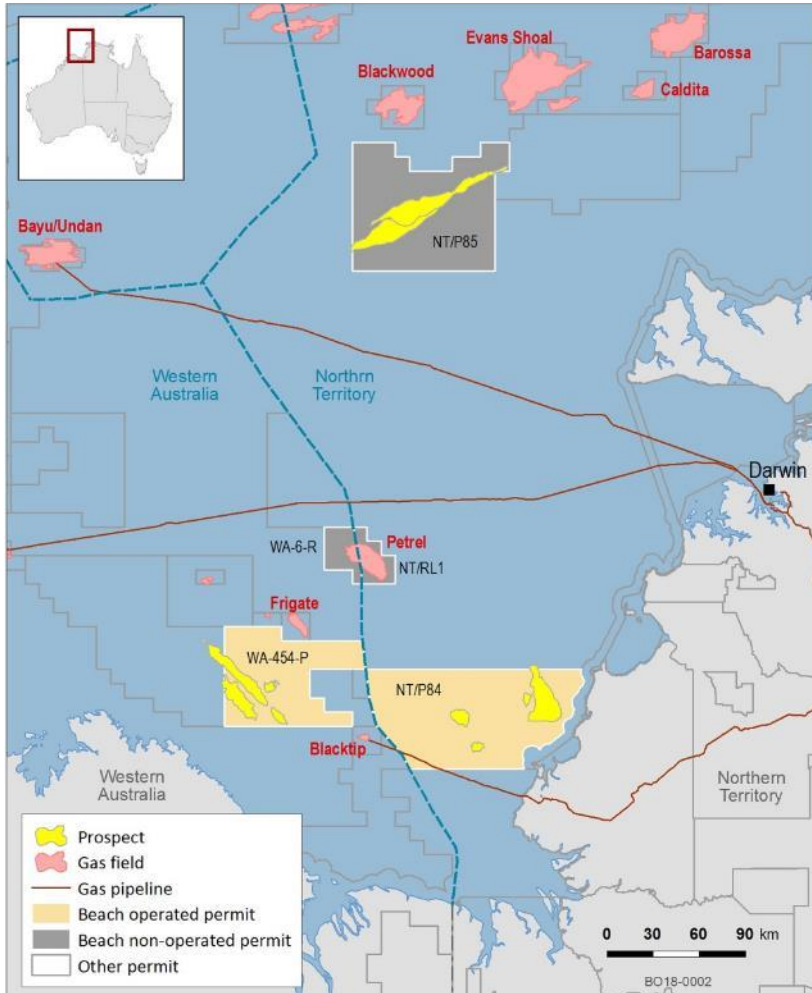 Evans Shoal
Barossa
Blackwood
Caldita
Bayu/Undan
NT/P85
Western
Australia
Northrn
Territory
Darwin
WA-6-R
Petrel
NT/RL1
Frigate
WA-454-P
NT/P84
Blacktip
Western
Australia
Northern
Territory
Prospect
Gas field
Gas pipeline
Beach operated permit
Beach non-operated permit
Other permit
0 30 60 90 km
BO18-0002